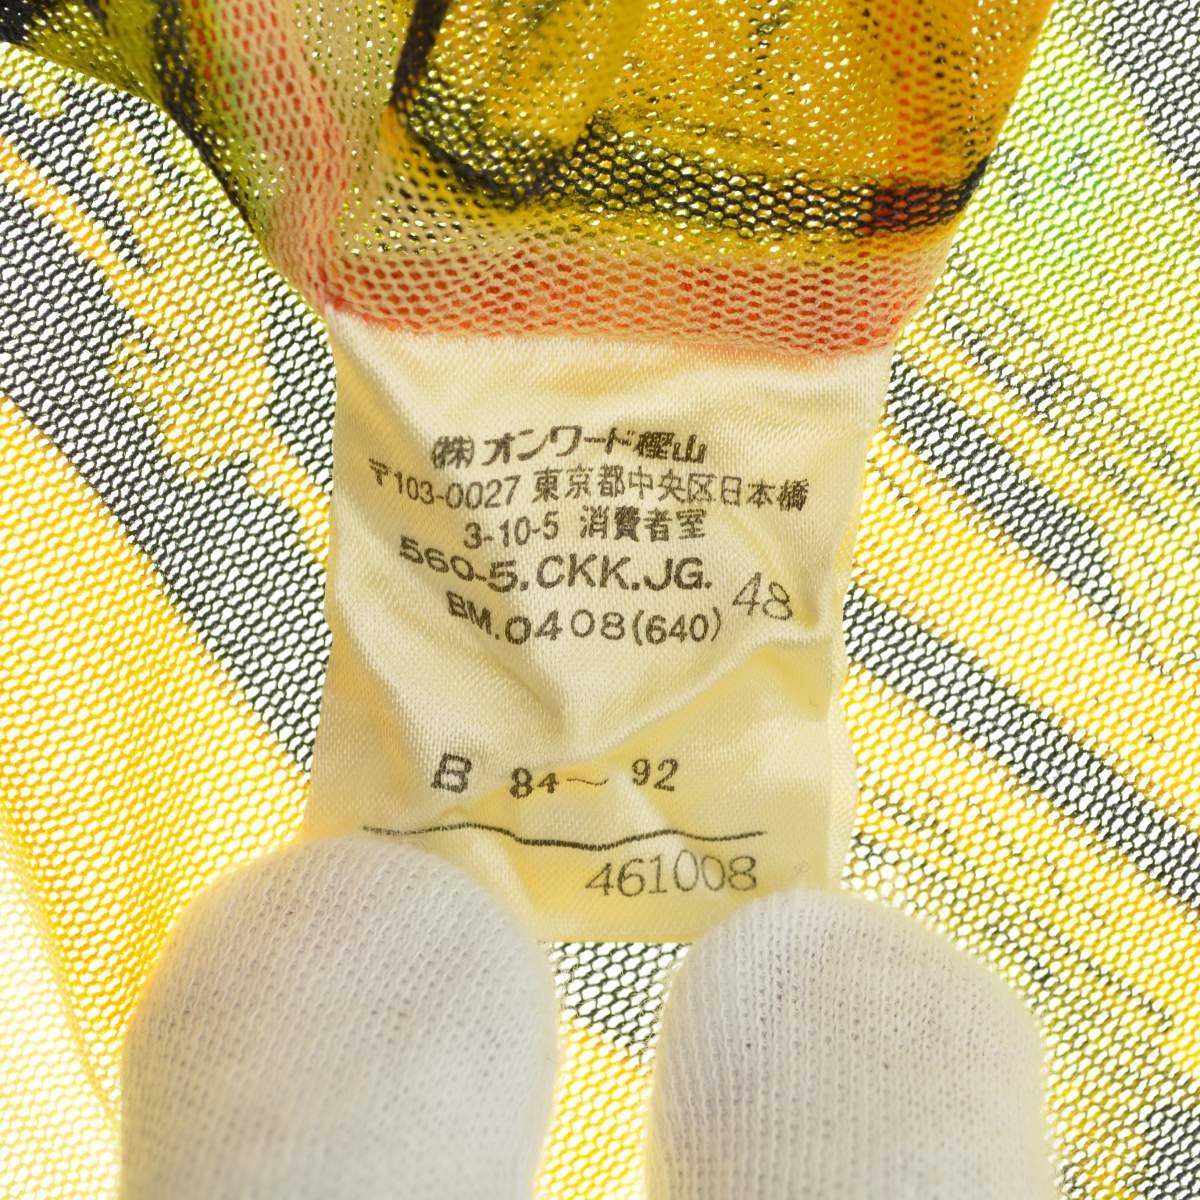 (株)オンワード樫山
〒103-0027 東京都中央区日本橋
3-10-5 消費者室
560-5.CKK.JG. 48
BM.0408(640)
B 84～92
461008